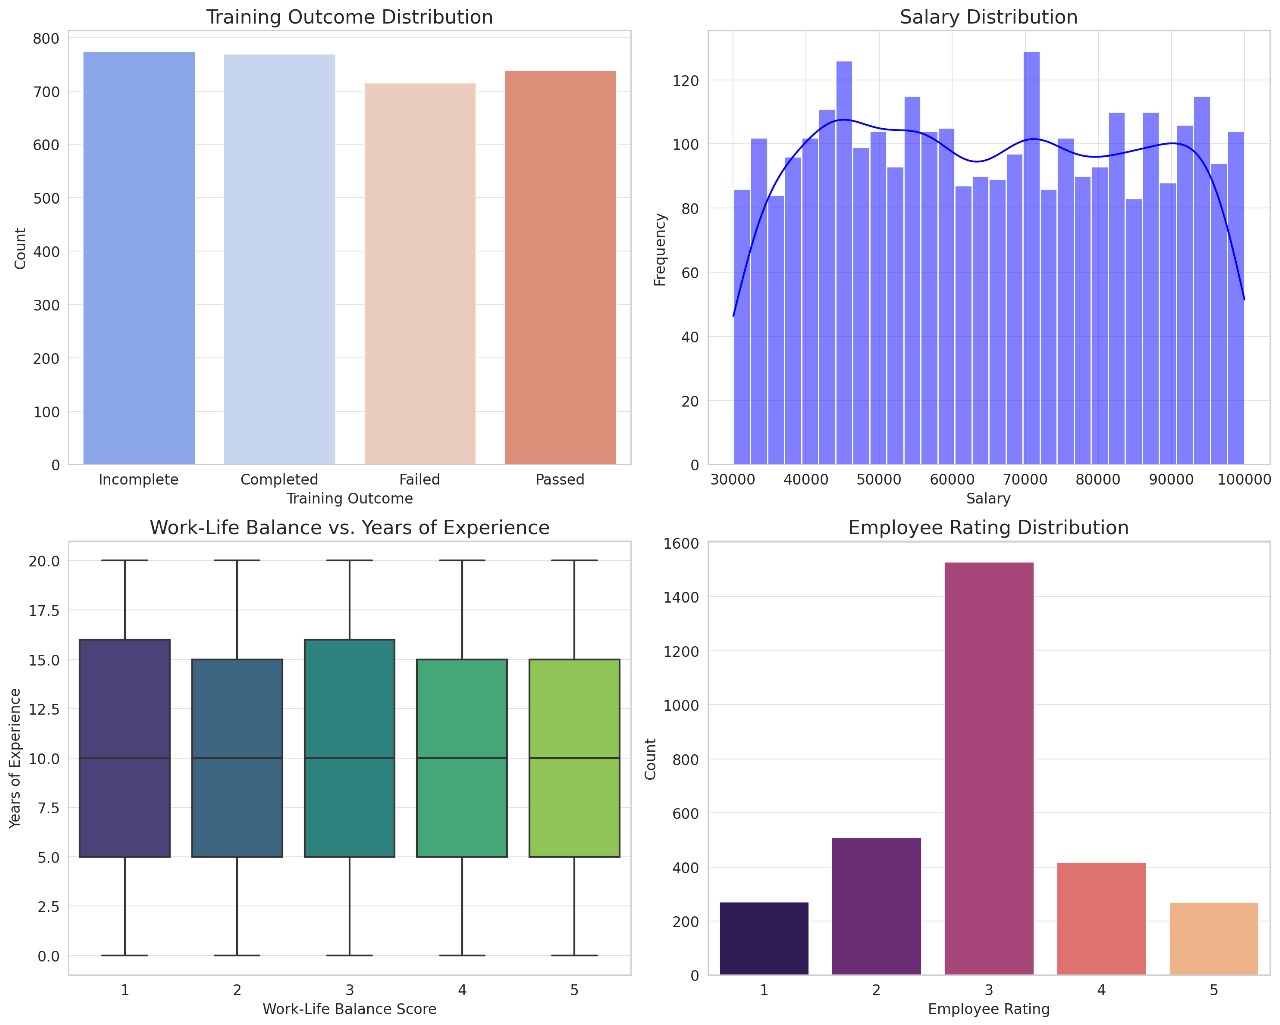 Training Outcome Distribution
800
700
600
500
400
300
200
100
0
Count
Incomplete Completed Failed Passed
Training Outcome
Salary Distribution
120
100
80
60
40
20
0
Frequency
30000 40000 50000 60000 70000 80000 90000 100000
Salary
Work-Life Balance vs. Years of Experience
20.0
17.5
15.0
12.5
10.0
7.5
5.0
2.5
0.0
Years of Experience
1 2 3 4 5
Work-Life Balance Score
Employee Rating Distribution
1600
1400
1200
1000
800
600
400
200
0
Count
1 2 3 4 5
Employee Rating